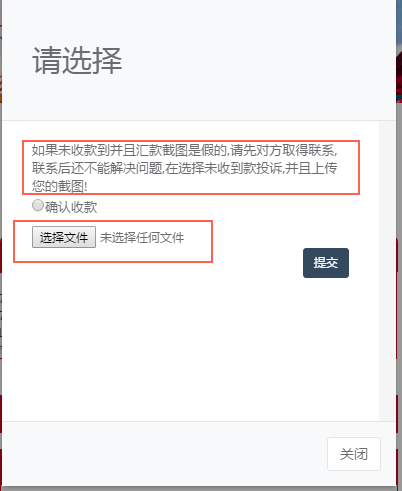 请选择
如果未收款到并且汇款截图是假的,请先对方取得联系,
联系后还不能解决问题,在选择未收到款投诉,并且上传
您的截图!
确认收款
选择文件 未选择任何文件
提交
关闭